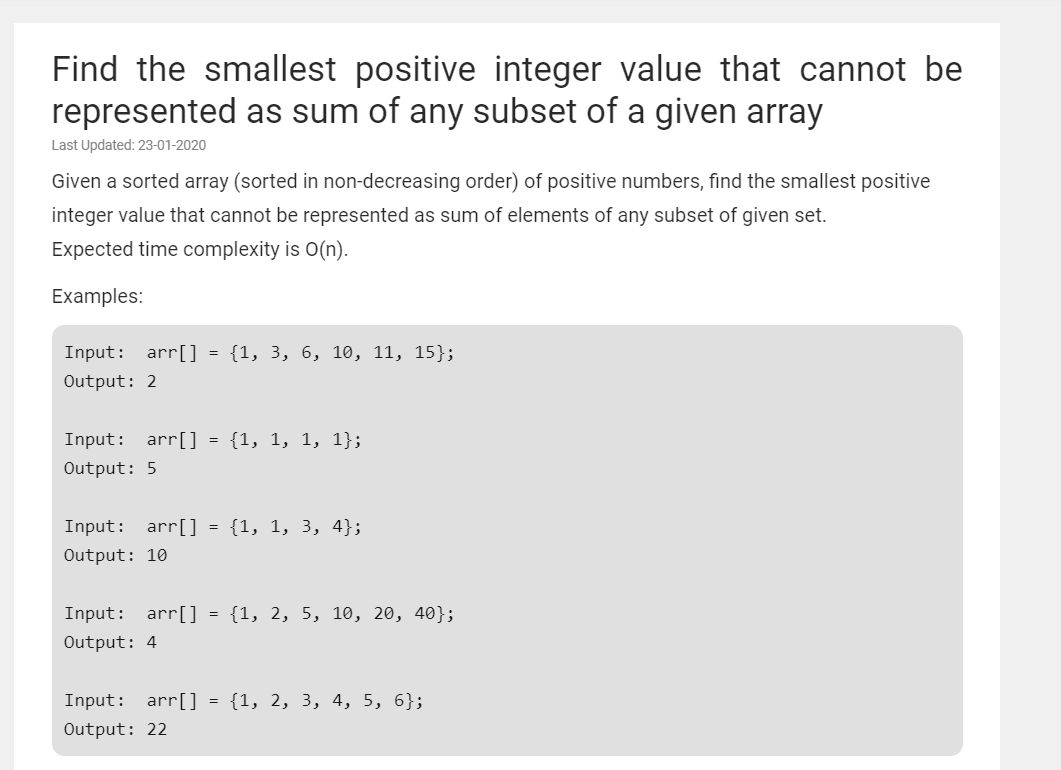 Find the smallest positive integer value that cannot be
represented as sum of any subset of a given array
Last Updated: 23-01-2020
Given a sorted array (sorted in non-decreasing order) of positive numbers, find the smallest positive
integer value that cannot be represented as sum of elements of any subset of given set.
Expected time complexity is O(n).
Examples:
Input:  arr[] = {1, 3, 6, 10, 11, 15};
Output: 2
Input:  arr[] = {1, 1, 1, 1};
Output: 5
Input:  arr[] = {1, 1, 3, 4};
Output: 10
Input:  arr[] = {1, 2, 5, 10, 20, 40};
Output: 4
Input:  arr[] = {1, 2, 3, 4, 5, 6};
Output: 22